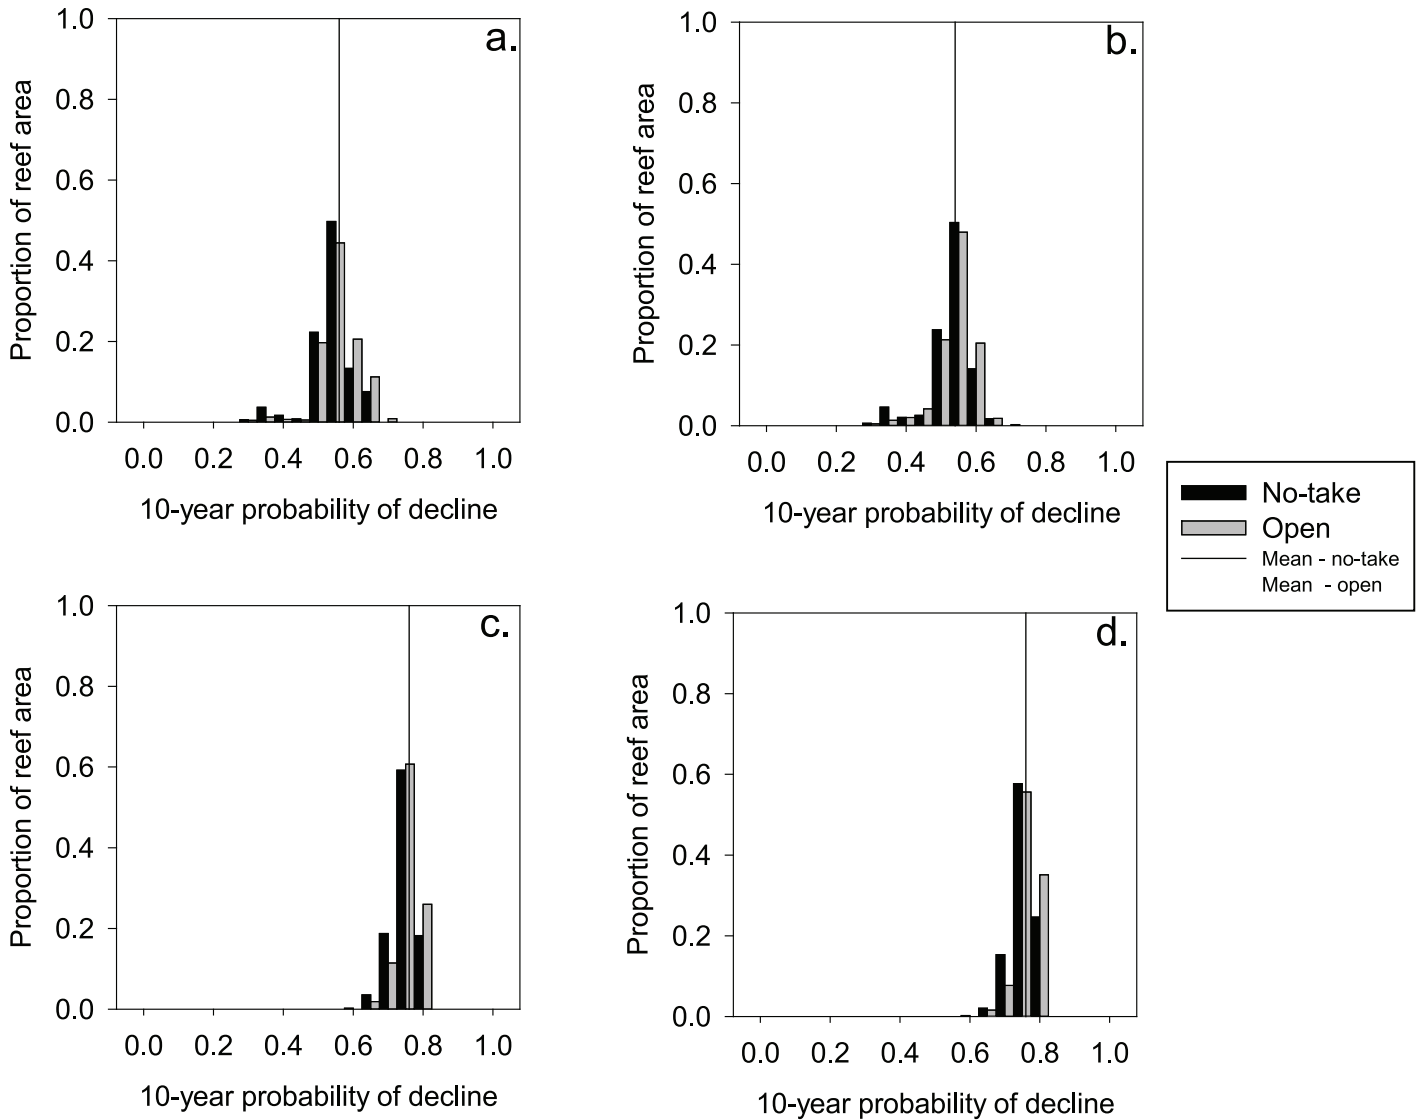 a.
1.0
0.8
0.6
0.4
0.2
0.0
Proportion of reef area
0.0 0.2 0.4 0.6 0.8 1.0
10-year probability of decline
b.
1.0
0.8
0.6
0.4
0.2
0.0
Proportion of reef area
0.0 0.2 0.4 0.6 0.8 1.0
10-year probability of decline
No-take
Open
Mean - no-take
Mean - open
c.
1.0
0.8
0.6
0.4
0.2
0.0
Proportion of reef area
0.0 0.2 0.4 0.6 0.8 1.0
10-year probability of decline
d.
1.0
0.8
0.6
0.4
0.2
0.0
Proportion of reef area
0.0 0.2 0.4 0.6 0.8 1.0
10-year probability of decline